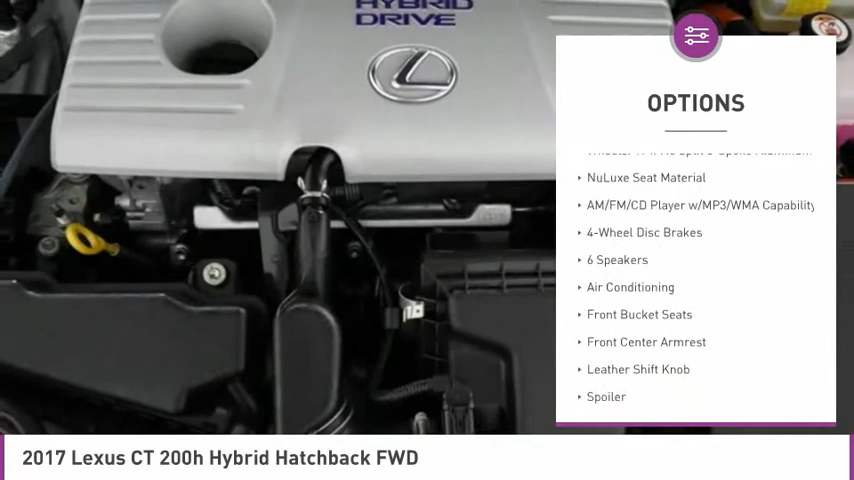 HYBRID
DRIVE
OPTIONS
NuLuxe Seat Material
AM/FM/CD Player w/MP3/WMA Capability
4-Wheel Disc Brakes
6 Speakers
Air Conditioning
Front Bucket Seats
Front Center Armrest
Leather Shift Knob
Spoiler
2017 Lexus CT 200h Hybrid Hatchback FWD